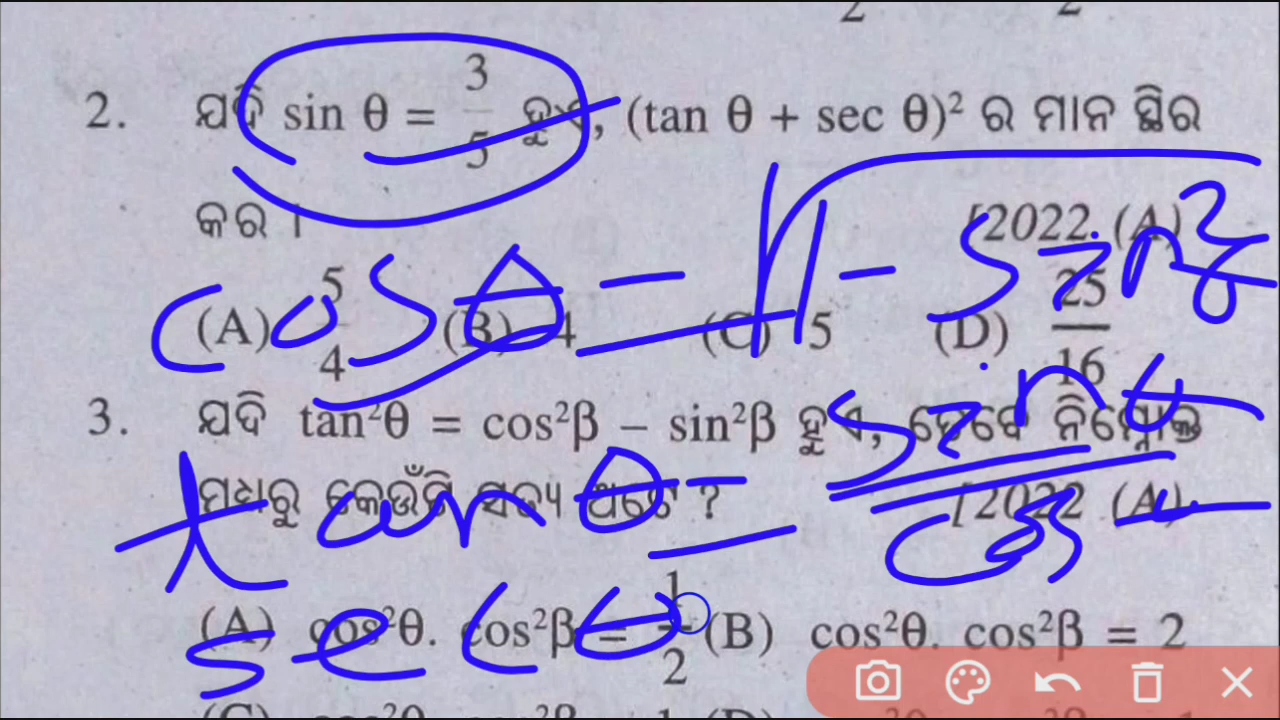 2. ଯଦି sin θ = 3/5 ହୁଏ, (tan θ + sec θ)² ର ମାନ ସ୍ଥିର
କର ।
[2022 (A)
(A) 5/4 (B) 4 (C) 5 (D) 25/16
cosθ = √1 - sin²θ
3. ଯଦି tan²θ = cos²β – sin²β ହୁଏ, ତେବେ ନିମ୍ନୋକ୍ତ
ମଧ୍ୟରୁ କେଉଁଟି ସତ୍ୟ ଅଟେ ? [2022 (A)
tanθ = sinθ/cos
(A) cos²θ. cos²β = 1/2 (B) cos²θ. cos²β = 2
secθ